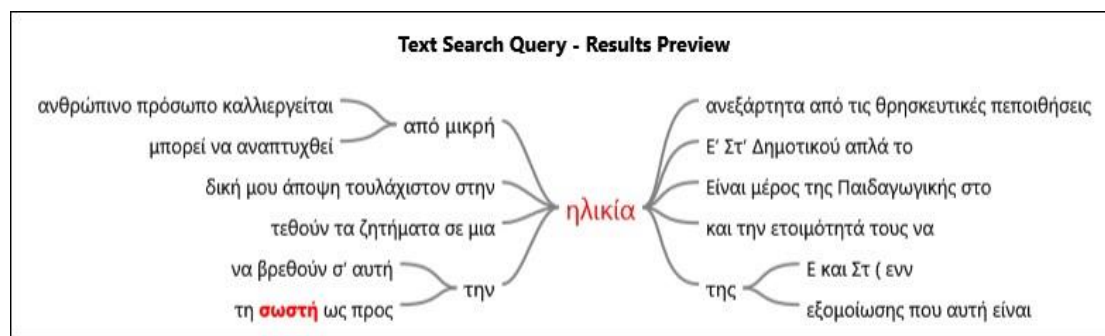 Text Search Query - Results Preview
ανθρώπινο πρόσωπο καλλιεργείται
μπορεί να αναπτυχθεί
από μικρή
δική μου άποψη τουλάχιστον στην
τεθούν τα ζητήματα σε μια
να βρεθούν σ' αυτή
τη σωστή ως προς
την
ηλικία
ανεξάρτητα από τις θρησκευτικές πεποιθήσεις
Ε' Στ' Δημοτικού απλά το
Είναι μέρος της Παιδαγωγικής στο
και την ετοιμότητά τους να
της
Ε και Στ ( ενν
εξομοίωσης που αυτή είναι